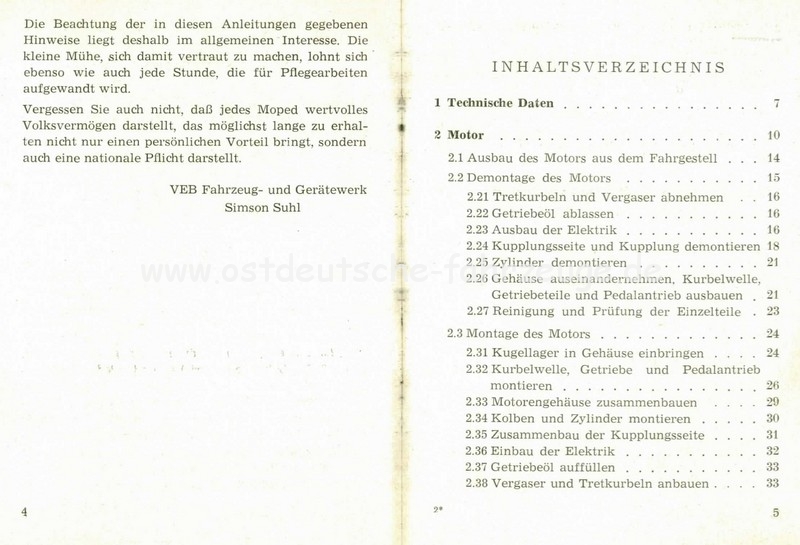 Die Beachtung der in diesen Anleitungen gegebenen
Hinweise liegt deshalb im allgemeinen Interesse. Die
kleine Mühe, sich damit vertraut zu machen, lohnt sich
ebenso wie auch jede Stunde, die für Pflegearbeiten
aufgewandt wird.
Vergessen Sie auch nicht, daß jedes Moped wertvolles
Volksvermögen darstellt, das möglichst lange zu erhal-
ten nicht nur einen persönlichen Vorteil bringt, sondern
auch eine nationale Pflicht darstellt.
VEB Fahrzeug- und Gerätewerk
Simson Suhl
4
INHALTSVERZEICHNIS
1 Technische Daten . . . . . . . . . . . . . . . . . 7
2 Motor . . . . . . . . . . . . . . . . . . . . . 10
2.1 Ausbau des Motors aus dem Fahrgestell . . . 14
2.2 Demontage des Motors . . . . . . . . . . . 15
2.21 Tretkurbeln und Vergaser abnehmen . . 16
2.22 Getriebeöl ablassen . . . . . . . . . . . 16
2.23 Ausbau der Elektrik . . . . . . . . . . . 16
2.24 Kupplungsseite und Kupplung demontieren 18
2.25 Zylinder demontieren . . . . . . . . . . 21
2.26 Gehäuse auseinandernehmen, Kurbelwelle,
Getriebeteile und Pedalantrieb ausbauen . 21
2.27 Reinigung und Prüfung der Einzelteile . 23
2.3 Montage des Motors . . . . . . . . . . . . . 24
2.31 Kugellager in Gehäuse einbringen . . . . 24
2.32 Kurbelwelle, Getriebe und Pedalantrieb
montieren . . . . . . . . . . . . . . . . 26
2.33 Motorengehäuse zusammenbauen . . . . 29
2.34 Kolben und Zylinder montieren . . . . . 30
2.35 Zusammenbau der Kupplungsseite . . . . 31
2.36 Einbau der Elektrik . . . . . . . . . . . 32
2.37 Getriebeöl auffüllen . . . . . . . . . . . 33
2.38 Vergaser und Tretkurbeln anbauen . . . . 33
2*
5
www.ostdeutsche-fahrzeuge.de